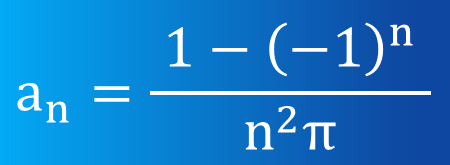 aₙ = (1 − (−1)ⁿ) / (n²π)